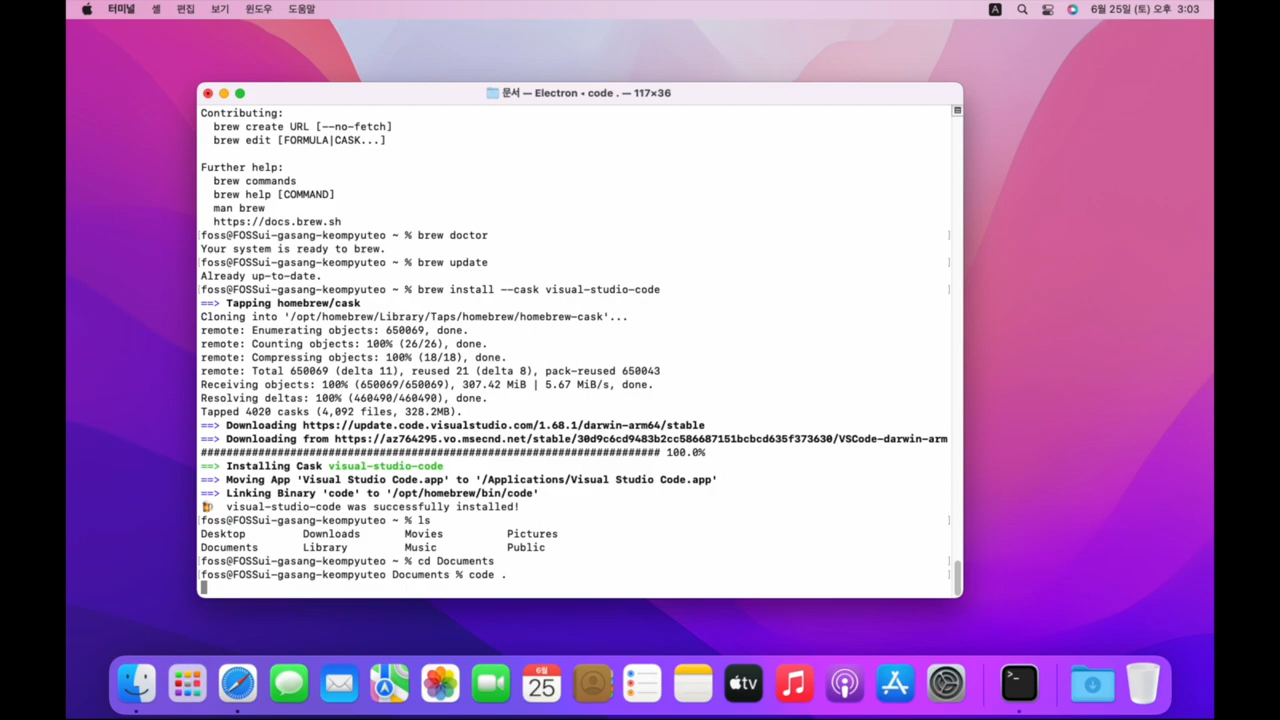 터미널 셸 편집 보기 윈도우 도움말 A 6월 25일 (토) 오후 3:03
문서 — Electron ◂ code . — 117×36
Contributing:
brew create URL [--no-fetch]
brew edit [FORMULA|CASK...]
Further help:
brew commands
brew help [COMMAND]
man brew
https://docs.brew.sh
[foss@FOSSui-gasang-keompyuteo ~ % brew doctor ]
Your system is ready to brew.
[foss@FOSSui-gasang-keompyuteo ~ % brew update ]
Already up-to-date.
[foss@FOSSui-gasang-keompyuteo ~ % brew install --cask visual-studio-code ]
==> Tapping homebrew/cask
Cloning into '/opt/homebrew/Library/Taps/homebrew/homebrew-cask'...
remote: Enumerating objects: 650069, done.
remote: Counting objects: 100% (26/26), done.
remote: Compressing objects: 100% (18/18), done.
remote: Total 650069 (delta 11), reused 21 (delta 8), pack-reused 650043
Receiving objects: 100% (650069/650069), 307.42 MiB | 5.67 MiB/s, done.
Resolving deltas: 100% (460490/460490), done.
Tapped 4020 casks (4,092 files, 328.2MB).
==> Downloading https://update.code.visualstudio.com/1.68.1/darwin-arm64/stable
==> Downloading from https://az764295.vo.msecnd.net/stable/30d9c6cd9483b2cc586687151bcbcd635f373630/VSCode-darwin-arm
######################################################################## 100.0%
==> Installing Cask visual-studio-code
==> Moving App 'Visual Studio Code.app' to '/Applications/Visual Studio Code.app'
==> Linking Binary 'code' to '/opt/homebrew/bin/code'
🍺 visual-studio-code was successfully installed!
[foss@FOSSui-gasang-keompyuteo ~ % ls ]
Desktop Downloads Movies Pictures
Documents Library Music Public
[foss@FOSSui-gasang-keompyuteo ~ % cd Documents ]
[foss@FOSSui-gasang-keompyuteo Documents % code . ]
6월
25
tv
>_